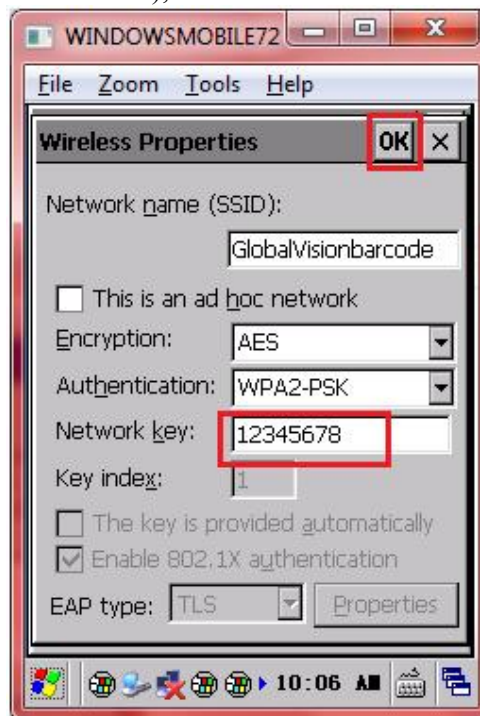 WINDOWSMOBILE72
File Zoom Tools Help
Wireless Properties OK ×
Network name (SSID):
GlobalVisionbarcode
This is an ad hoc network
Encryption: AES
Authentication: WPA2-PSK
Network key: 12345678
Key index: 1
The key is provided automatically
Enable 802.1X authentication
EAP type: TLS Properties
10:06 AM